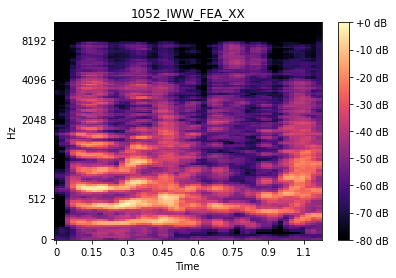 1052_IWW_FEA_XX
8192
4096
2048
1024
512
0
Hz
0
0.15
0.3
0.45
0.6
0.75
0.9
1.1
Time
+0 dB
-10 dB
-20 dB
-30 dB
-40 dB
-50 dB
-60 dB
-70 dB
-80 dB